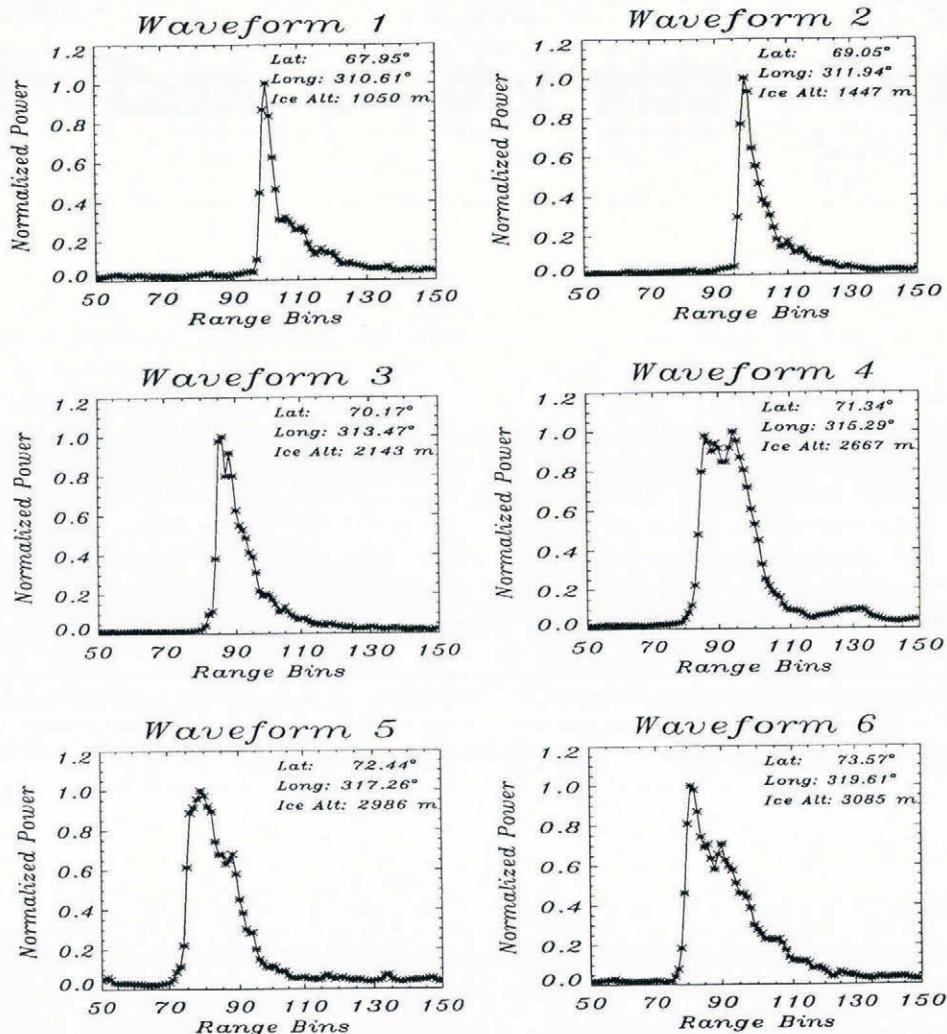 Waveform 1
Normalized Power
1.2
1.0
0.8
0.6
0.4
0.2
0.0
Lat: 67.95°
Long: 310.61°
Ice Alt: 1050 m
50 70 90 110 130 150
Range Bins
Waveform 2
Normalized Power
1.2
1.0
0.8
0.6
0.4
0.2
0.0
Lat: 69.05°
Long: 311.94°
Ice Alt: 1447 m
50 70 90 110 130 150
Range Bins
Waveform 3
Normalized Power
1.2
1.0
0.8
0.6
0.4
0.2
0.0
Lat: 70.17°
Long: 313.47°
Ice Alt: 2143 m
50 70 90 110 130 150
Range Bins
Waveform 4
Normalized Power
1.2
1.0
0.8
0.6
0.4
0.2
0.0
Lat: 71.34°
Long: 315.29°
Ice Alt: 2667 m
50 70 90 110 130 150
Range Bins
Waveform 5
Normalized Power
1.2
1.0
0.8
0.6
0.4
0.2
0.0
Lat: 72.44°
Long: 317.26°
Ice Alt: 2986 m
50 70 90 110 130 150
Range Bins
Waveform 6
Normalized Power
1.2
1.0
0.8
0.6
0.4
0.2
0.0
Lat: 73.57°
Long: 319.61°
Ice Alt: 3085 m
50 70 90 110 130 150
Range Bins